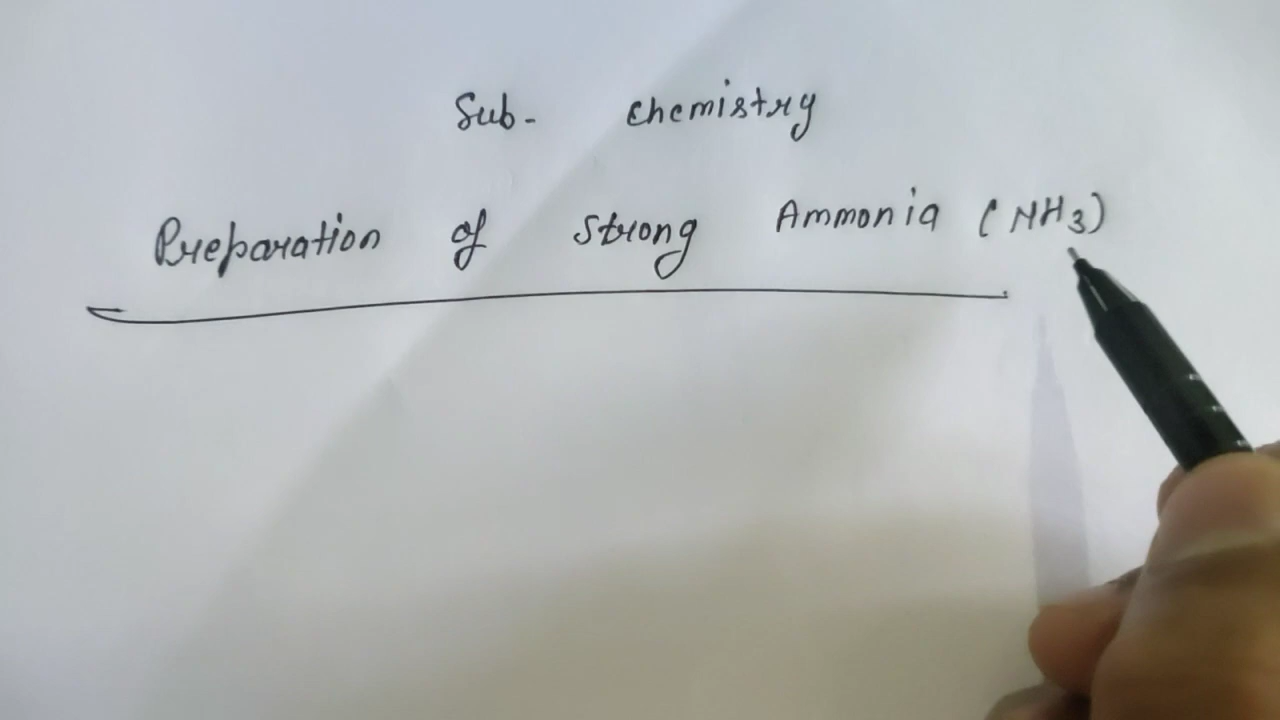 Sub- Chemistry
Preparation of Strong Ammonia (NH3)